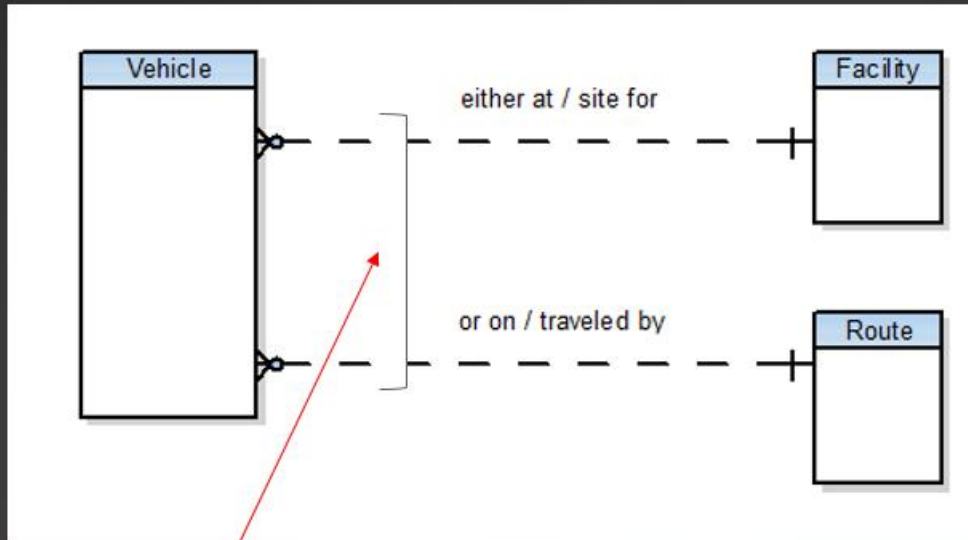 Vehicle
Facility
either at / site for
or on / traveled by
Route